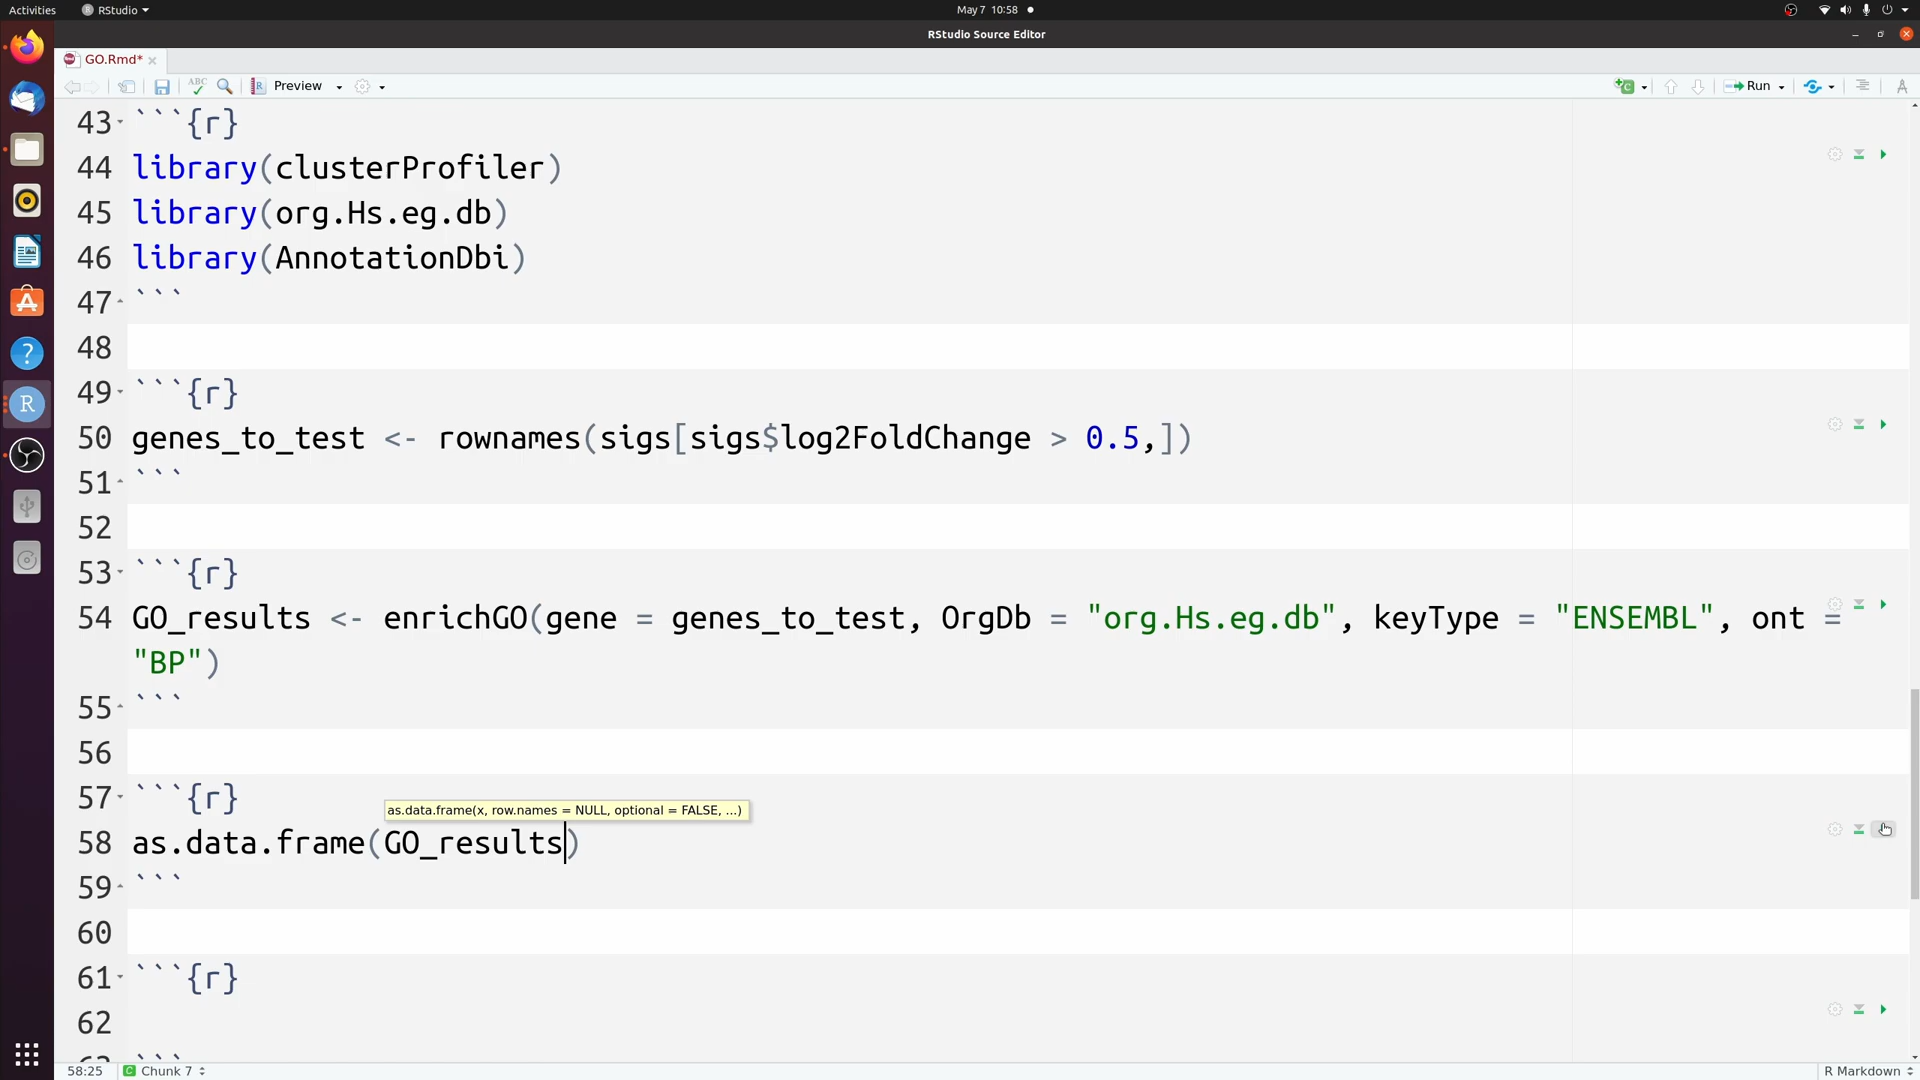 Activities RStudio May 7 10:58
RStudio Source Editor
GO.Rmd*
ABC Preview Run
43 ```{r}
44 library(clusterProfiler)
45 library(org.Hs.eg.db)
46 library(AnnotationDbi)
47 ```
48
49 ```{r}
50 genes_to_test <- rownames(sigs[sigs$log2FoldChange > 0.5,])
51 ```
52
53 ```{r}
54 GO_results <- enrichGO(gene = genes_to_test, OrgDb = "org.Hs.eg.db", keyType = "ENSEMBL", ont =
"BP")
55 ```
56
57 ```{r}
as.data.frame(x, row.names = NULL, optional = FALSE, ...)
58 as.data.frame(GO_results)
59 ```
60
61 ```{r}
62
63 ```
58:25 C Chunk 7 R Markdown